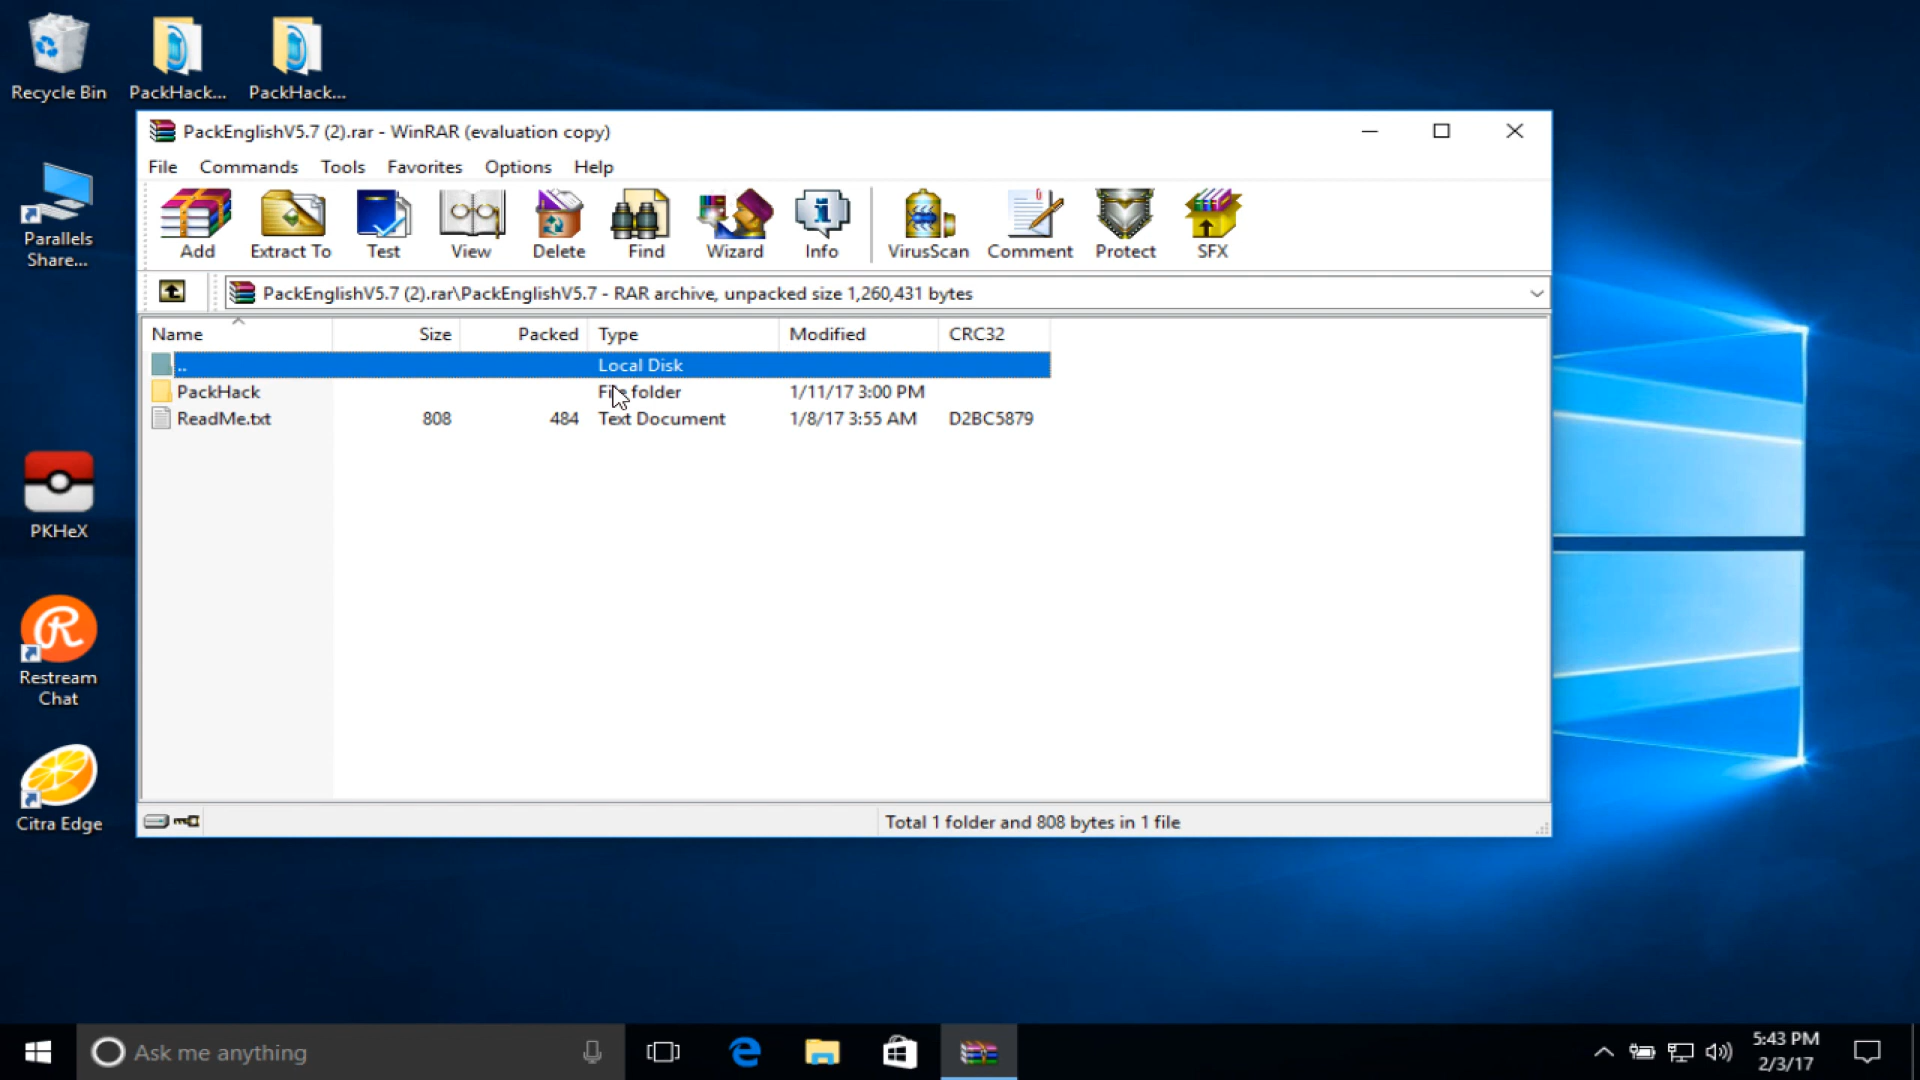 Recycle Bin
PackHack...
PackHack...
Parallels
Share...
PKHeX
Restream
Chat
Citra Edge
PackEnglishV5.7 (2).rar - WinRAR (evaluation copy)
File Commands Tools Favorites Options Help
Add Extract To Test View Delete Find Wizard Info VirusScan Comment Protect SFX
PackEnglishV5.7 (2).rar\PackEnglishV5.7 - RAR archive, unpacked size 1,260,431 bytes
Name Size Packed Type Modified CRC32
.. Local Disk
PackHack File folder 1/11/17 3:00 PM
ReadMe.txt 808 484 Text Document 1/8/17 3:55 AM D2BC5879
Total 1 folder and 808 bytes in 1 file
Ask me anything
5:43 PM
2/3/17